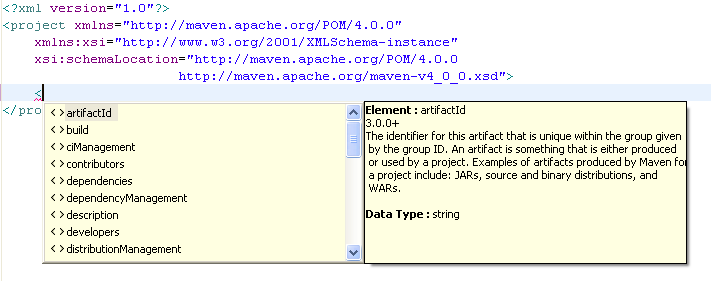 <?xml version="1.0"?>
<project xmlns="http://maven.apache.org/POM/4.0.0"
xmlns:xsi="http://www.w3.org/2001/XMLSchema-instance"
xsi:schemaLocation="http://maven.apache.org/POM/4.0.0
http://maven.apache.org/maven-v4_0_0.xsd">
<
</pro
<> artifactId
<> build
<> ciManagement
<> contributors
<> dependencies
<> dependencyManagement
<> description
<> developers
<> distributionManagement
Element : artifactId
3.0.0+
The identifier for this artifact that is unique within the group given
by the group ID. An artifact is something that is either produced
or used by a project. Examples of artifacts produced by Maven for
a project include: JARs, source and binary distributions, and
WARs.
Data Type : string